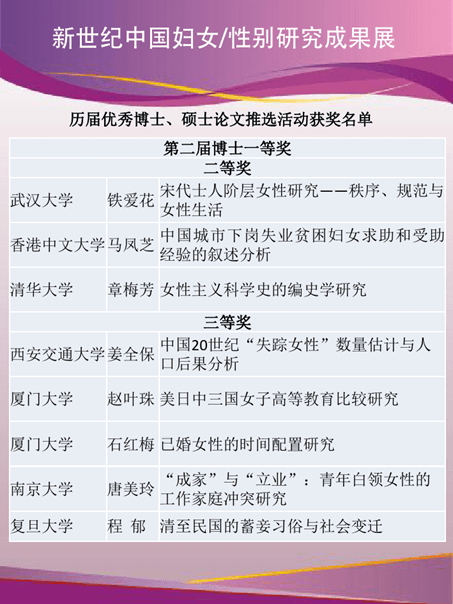 新世纪中国妇女/性别研究成果展
历届优秀博士、硕士论文推选活动获奖名单
第二届博士一等奖
二等奖
武汉大学 铁爱花 宋代士人阶层女性研究——秩序、规范与
女性生活
香港中文大学 马凤芝 中国城市下岗失业贫困妇女求助和受助
经验的叙述分析
清华大学 章梅芳 女性主义科学史的编史学研究
三等奖
西安交通大学 姜全保 中国20世纪“失踪女性”数量估计与人
口后果分析
厦门大学 赵叶珠 美日中三国女子高等教育比较研究
厦门大学 石红梅 已婚女性的时间配置研究
南京大学 唐美玲 “成家”与“立业”：青年白领女性的
工作家庭冲突研究
复旦大学 程 郁 清至民国的蓄妾习俗与社会变迁